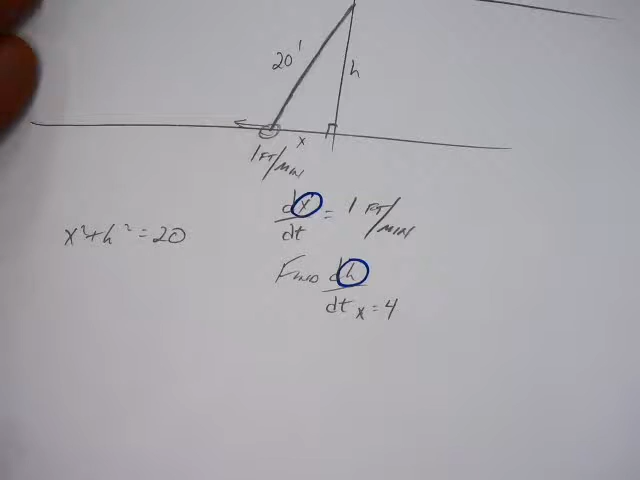 20'
h
x
1 FT/MIN
dx/dt = 1 FT/MIN
x²+h²=20
FIND dh/dt x=4